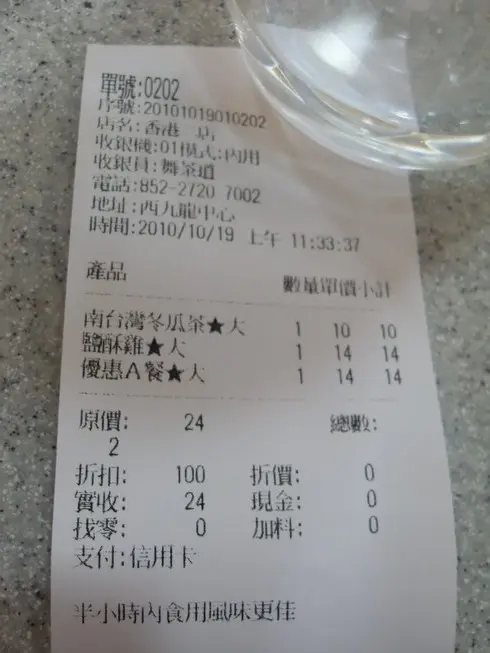 單號:0202
序號:20101019010202
店名:香港 店
收銀機:01模式:內用
收銀員:舞茶道
電話:852-2720 7002
地址:西九龍中心
時間:2010/10/19 上午 11:33:37
產品 數量單價小計
南台灣冬瓜茶★大 1 10 10
鹽酥雞★大 1 14 14
優惠A餐★大 1 14 14
原價: 24 總數:
2
折扣: 100 折價: 0
實收: 24 現金: 0
找零: 0 加料: 0
支付:信用卡
半小時內食用風味更佳